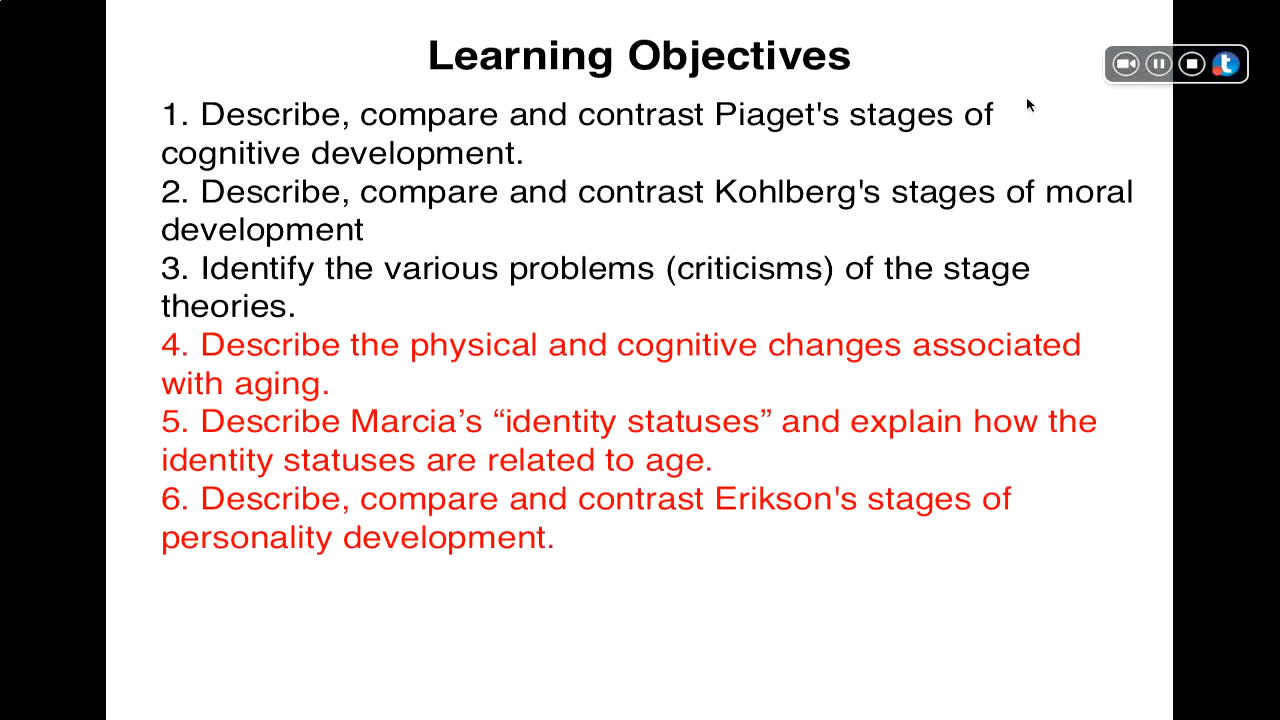 Learning Objectives
1. Describe, compare and contrast Piaget's stages of
cognitive development.
2. Describe, compare and contrast Kohlberg's stages of moral
development
3. Identify the various problems (criticisms) of the stage
theories.
4. Describe the physical and cognitive changes associated
with aging.
5. Describe Marcia’s “identity statuses” and explain how the
identity statuses are related to age.
6. Describe, compare and contrast Erikson's stages of
personality development.
t